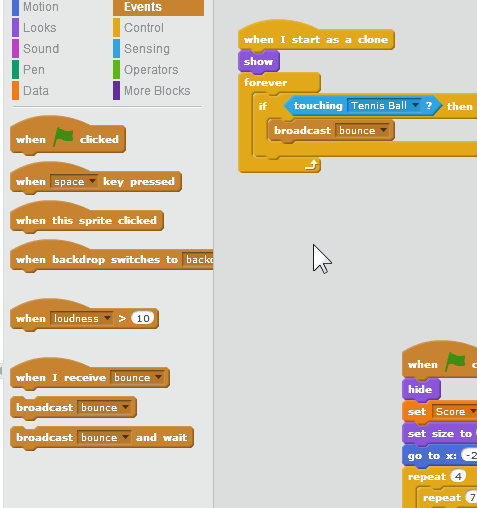 Motion
Events
Looks
Control
Sound
Sensing
Pen
Operators
Data
More Blocks
when clicked
when space key pressed
when this sprite clicked
when backdrop switches to
when loudness > 10
when I receive bounce
broadcast bounce
broadcast bounce and wait
when I start as a clone
show
forever
if touching Tennis Ball ? then
broadcast bounce
when
hide
set Score
set size to
go to x: -2
repeat 4
repeat 7